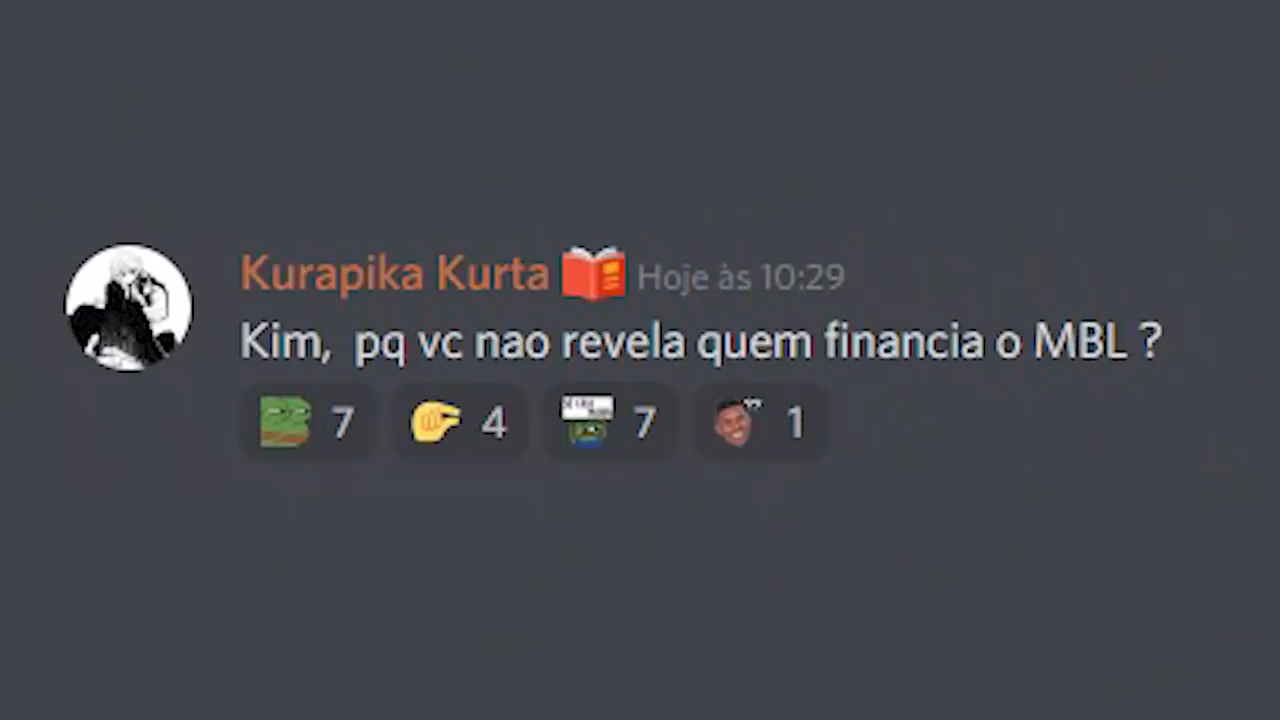 Kurapika Kurta Hoje às 10:29
Kim, pq vc nao revela quem financia o MBL ?
7 4 7 1